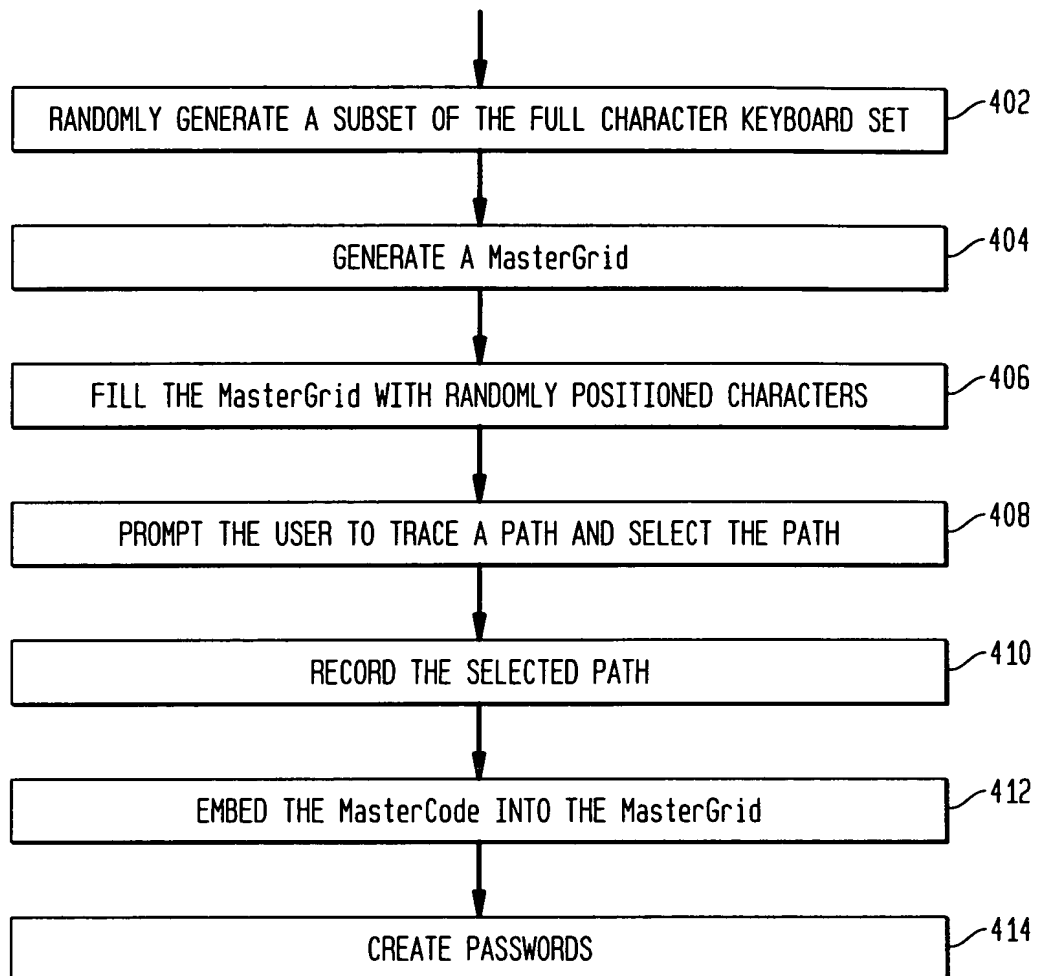 RANDOMLY GENERATE A SUBSET OF THE FULL CHARACTER KEYBOARD SET
402
GENERATE A MasterGrid
404
FILL THE MasterGrid WITH RANDOMLY POSITIONED CHARACTERS
406
PROMPT THE USER TO TRACE A PATH AND SELECT THE PATH
408
RECORD THE SELECTED PATH
410
EMBED THE MasterCode INTO THE MasterGrid
412
CREATE PASSWORDS
414